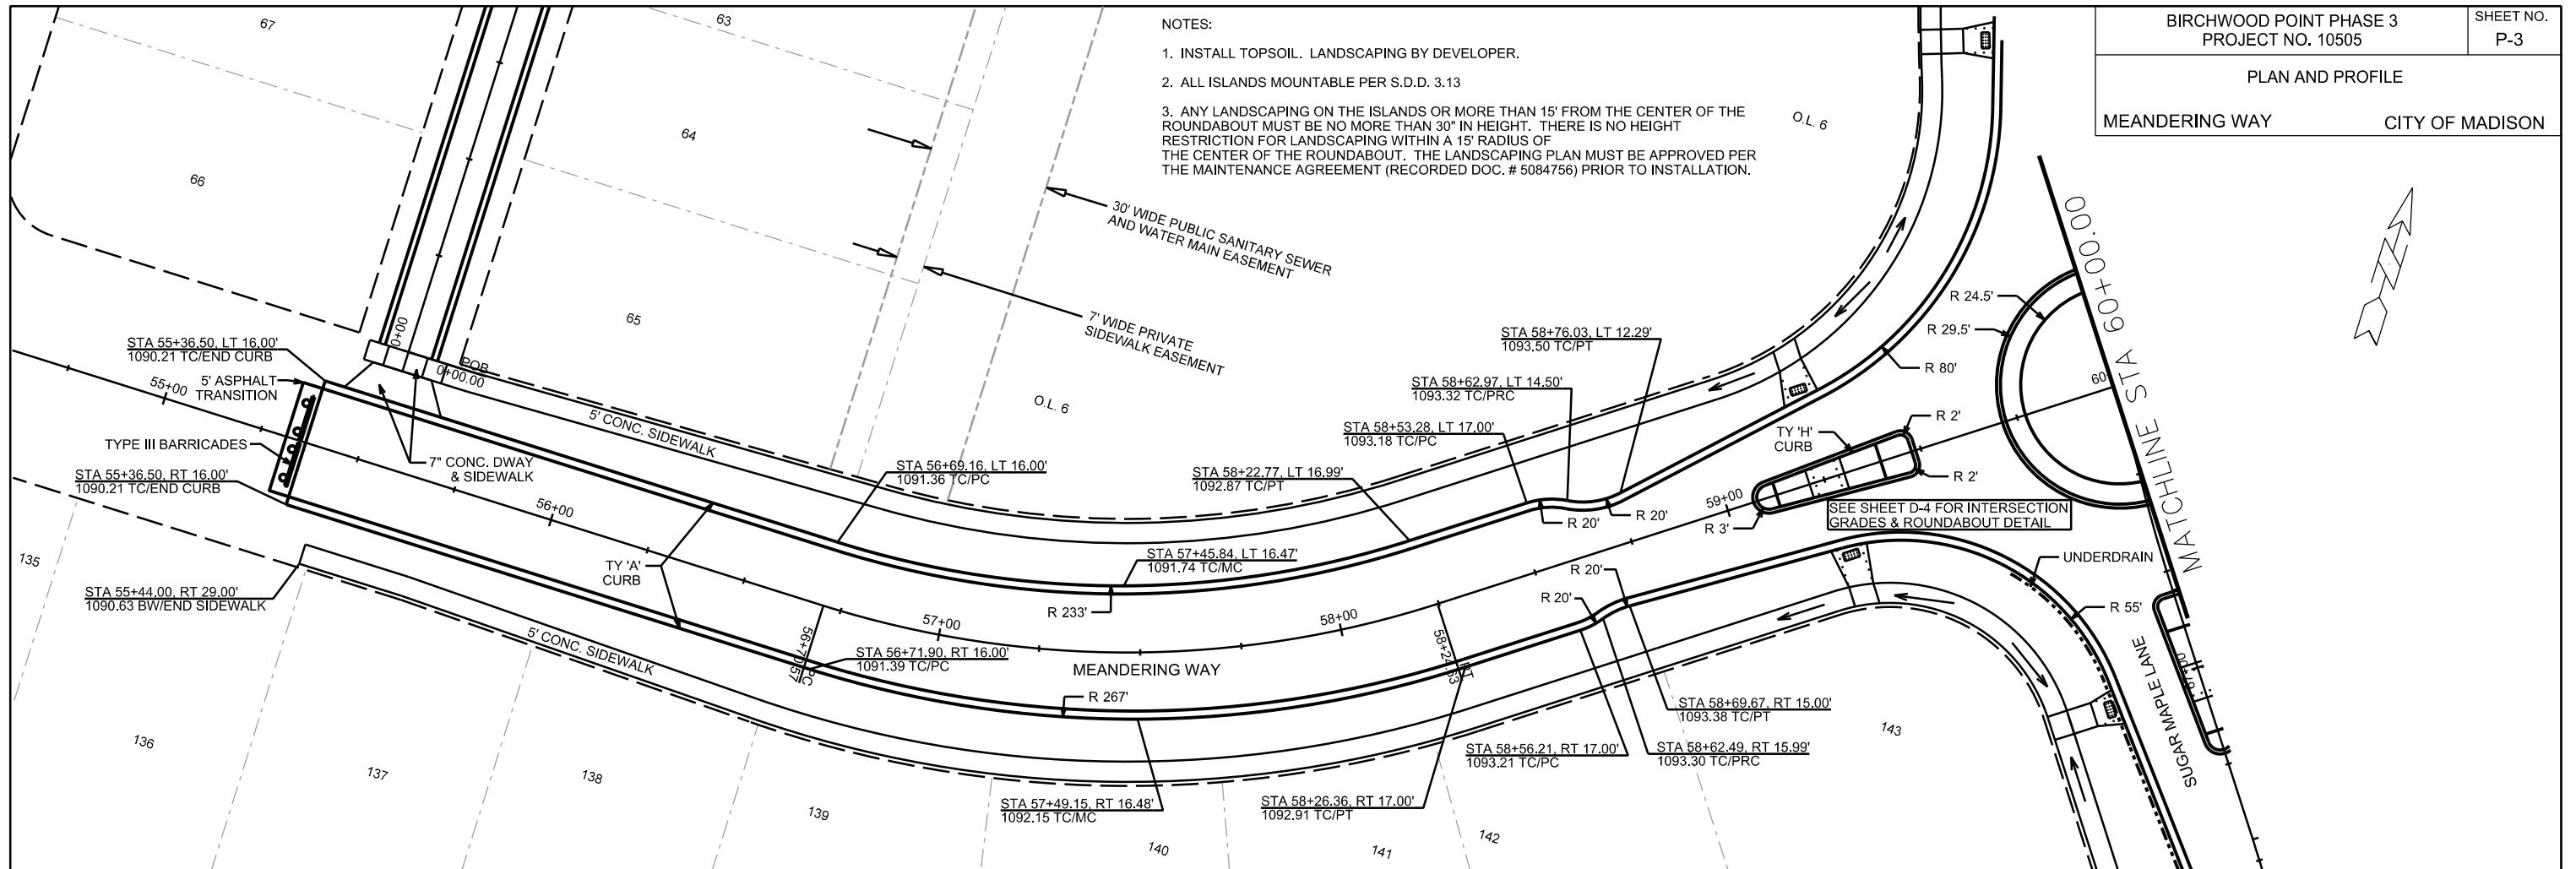 BIRCHWOOD POINT PHASE 3
PROJECT NO. 10505
SHEET NO.
P-3
PLAN AND PROFILE
MEANDERING WAY
CITY OF MADISON
NOTES:
1. INSTALL TOPSOIL. LANDSCAPING BY DEVELOPER.
2. ALL ISLANDS MOUNTABLE PER S.D.D. 3.13
3. ANY LANDSCAPING ON THE ISLANDS OR MORE THAN 15' FROM THE CENTER OF THE
ROUNDABOUT MUST BE NO MORE THAN 30" IN HEIGHT. THERE IS NO HEIGHT
RESTRICTION FOR LANDSCAPING WITHIN A 15' RADIUS OF
THE CENTER OF THE ROUNDABOUT. THE LANDSCAPING PLAN MUST BE APPROVED PER
THE MAINTENANCE AGREEMENT (RECORDED DOC. # 5084756) PRIOR TO INSTALLATION.
67
63
64
66
65
O.L. 6
O.L. 6
30' WIDE PUBLIC SANITARY SEWER
AND WATER MAIN EASEMENT
7' WIDE PRIVATE
SIDEWALK EASEMENT
STA 55+36.50, LT 16.00'
1090.21 TC/END CURB
5' ASPHALT
TRANSITION
55+00
0+00
POB
0+00.00
TYPE III BARRICADES
STA 55+36.50, RT 16.00'
1090.21 TC/END CURB
7" CONC. DWAY
& SIDEWALK
5' CONC. SIDEWALK
56+00
STA 56+69.16, LT 16.00'
1091.36 TC/PC
STA 58+22.77, LT 16.99'
1092.87 TC/PT
STA 58+53.28, LT 17.00'
1093.18 TC/PC
STA 58+62.97, LT 14.50'
1093.32 TC/PRC
STA 58+76.03, LT 12.29'
1093.50 TC/PT
R 20'
R 20'
R 80'
R 24.5'
R 29.5'
R 2'
R 2'
R 3'
TY 'H'
CURB
59+00
60
MATCHLINE STA 60+00.00
SEE SHEET D-4 FOR INTERSECTION
GRADES & ROUNDABOUT DETAIL
UNDERDRAIN
R 55'
SUGAR MAPLE LANE
STA 55+44.00, RT 29.00'
1090.63 BW/END SIDEWALK
5' CONC. SIDEWALK
TY 'A'
CURB
STA 57+45.84, LT 16.47'
1091.74 TC/MC
R 233'
57+00
58+00
56+70.57
PC
STA 56+71.90, RT 16.00'
1091.39 TC/PC
MEANDERING WAY
58+24.63
PT
R 20'
R 20'
R 267'
STA 58+69.67, RT 15.00'
1093.38 TC/PT
STA 58+56.21, RT 17.00'
1093.21 TC/PC
STA 58+62.49, RT 15.99'
1093.30 TC/PRC
STA 57+49.15, RT 16.48'
1092.15 TC/MC
STA 58+26.36, RT 17.00'
1092.91 TC/PT
135
136
137
138
139
140
141
142
143